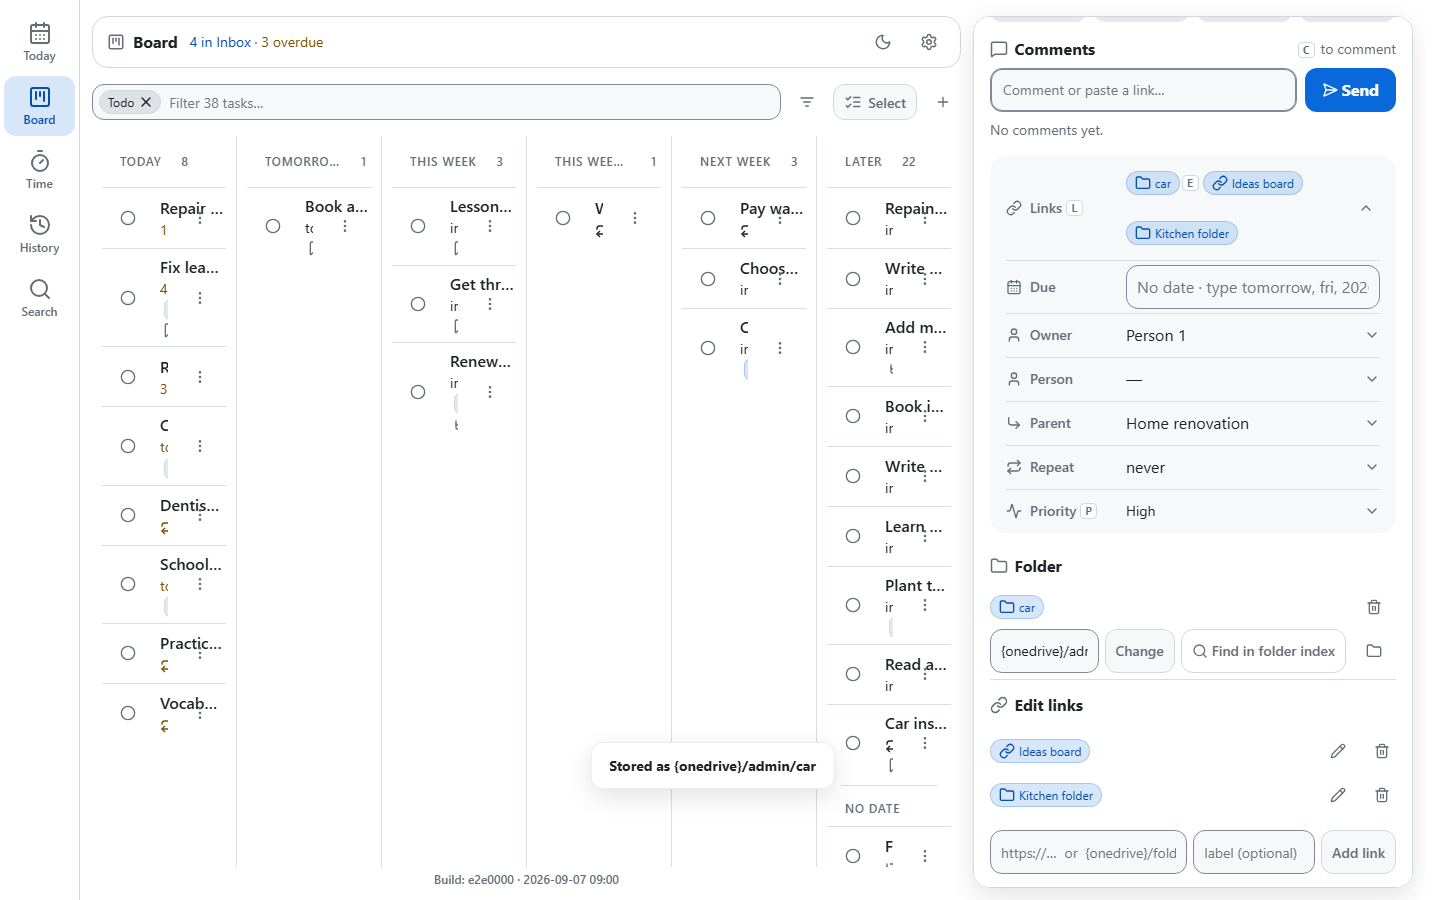 Today
Board
Time
History
Search
Board 4 in Inbox · 3 overdue
Todo Filter 38 tasks...
Select
TODAY 8
Repair ...
1
Fix lea...
4
R
3
C
Dentis...
School...
Practic...
Vocab...
TOMORRO... 1
Book a...
THIS WEEK 3
Lesson...
Get thr...
Renew...
THIS WEE... 1
NEXT WEEK 3
Pay wa...
Choos...
C
LATER 22
Repain...
Write ...
Add m...
Book i...
Write ...
Learn ...
Plant t...
Read a...
Car ins...
NO DATE
F
Stored as {onedrive}/admin/car
Build: e2e0000 · 2026-09-07 09:00
Comments
C to comment
Comment or paste a link...
Send
No comments yet.
Links L
car E Ideas board
Kitchen folder
Due No date · type tomorrow, fri, 202
Owner Person 1
Person —
Parent Home renovation
Repeat never
Priority P High
Folder
car
{onedrive}/adr Change Find in folder index
Edit links
Ideas board
Kitchen folder
https://... or {onedrive}/fold label (optional) Add link